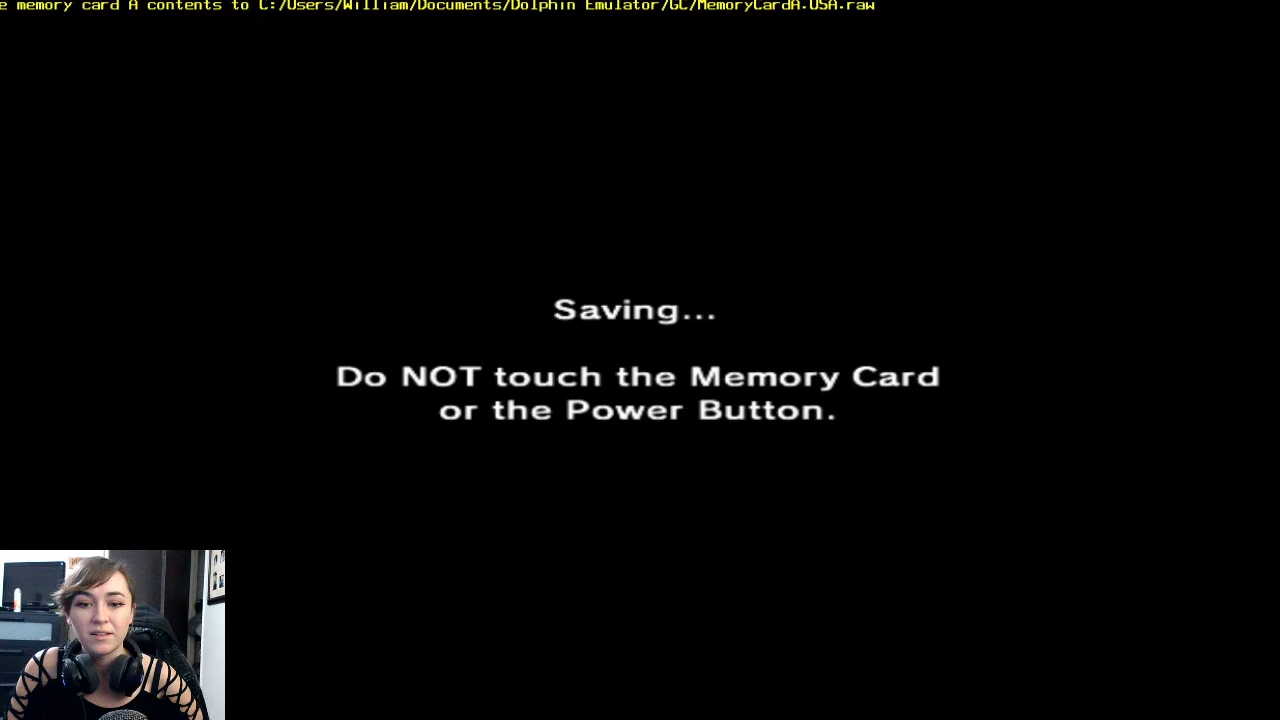 e memory card A contents to C:/Users/William/Documents/Dolphin Emulator/GC/MemoryCardA.USA.raw
Saving...
Do NOT touch the Memory Card
or the Power Button.